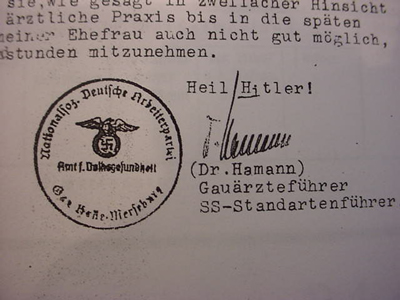 sie,wie gesagt in zweifacher Hinsicht
ärztliche Praxis bis in die späten
meiner Ehefrau auch nicht gut möglich,
stunden mitzunehmen.
Heil Hitler!
(Dr.Hamann)
Gauärzteführer
SS-Standartenführer
Nationalsoz. Deutsche Arbeiterpartei
Amt f. Volksgesundheit
Gau Halle-Merseburg